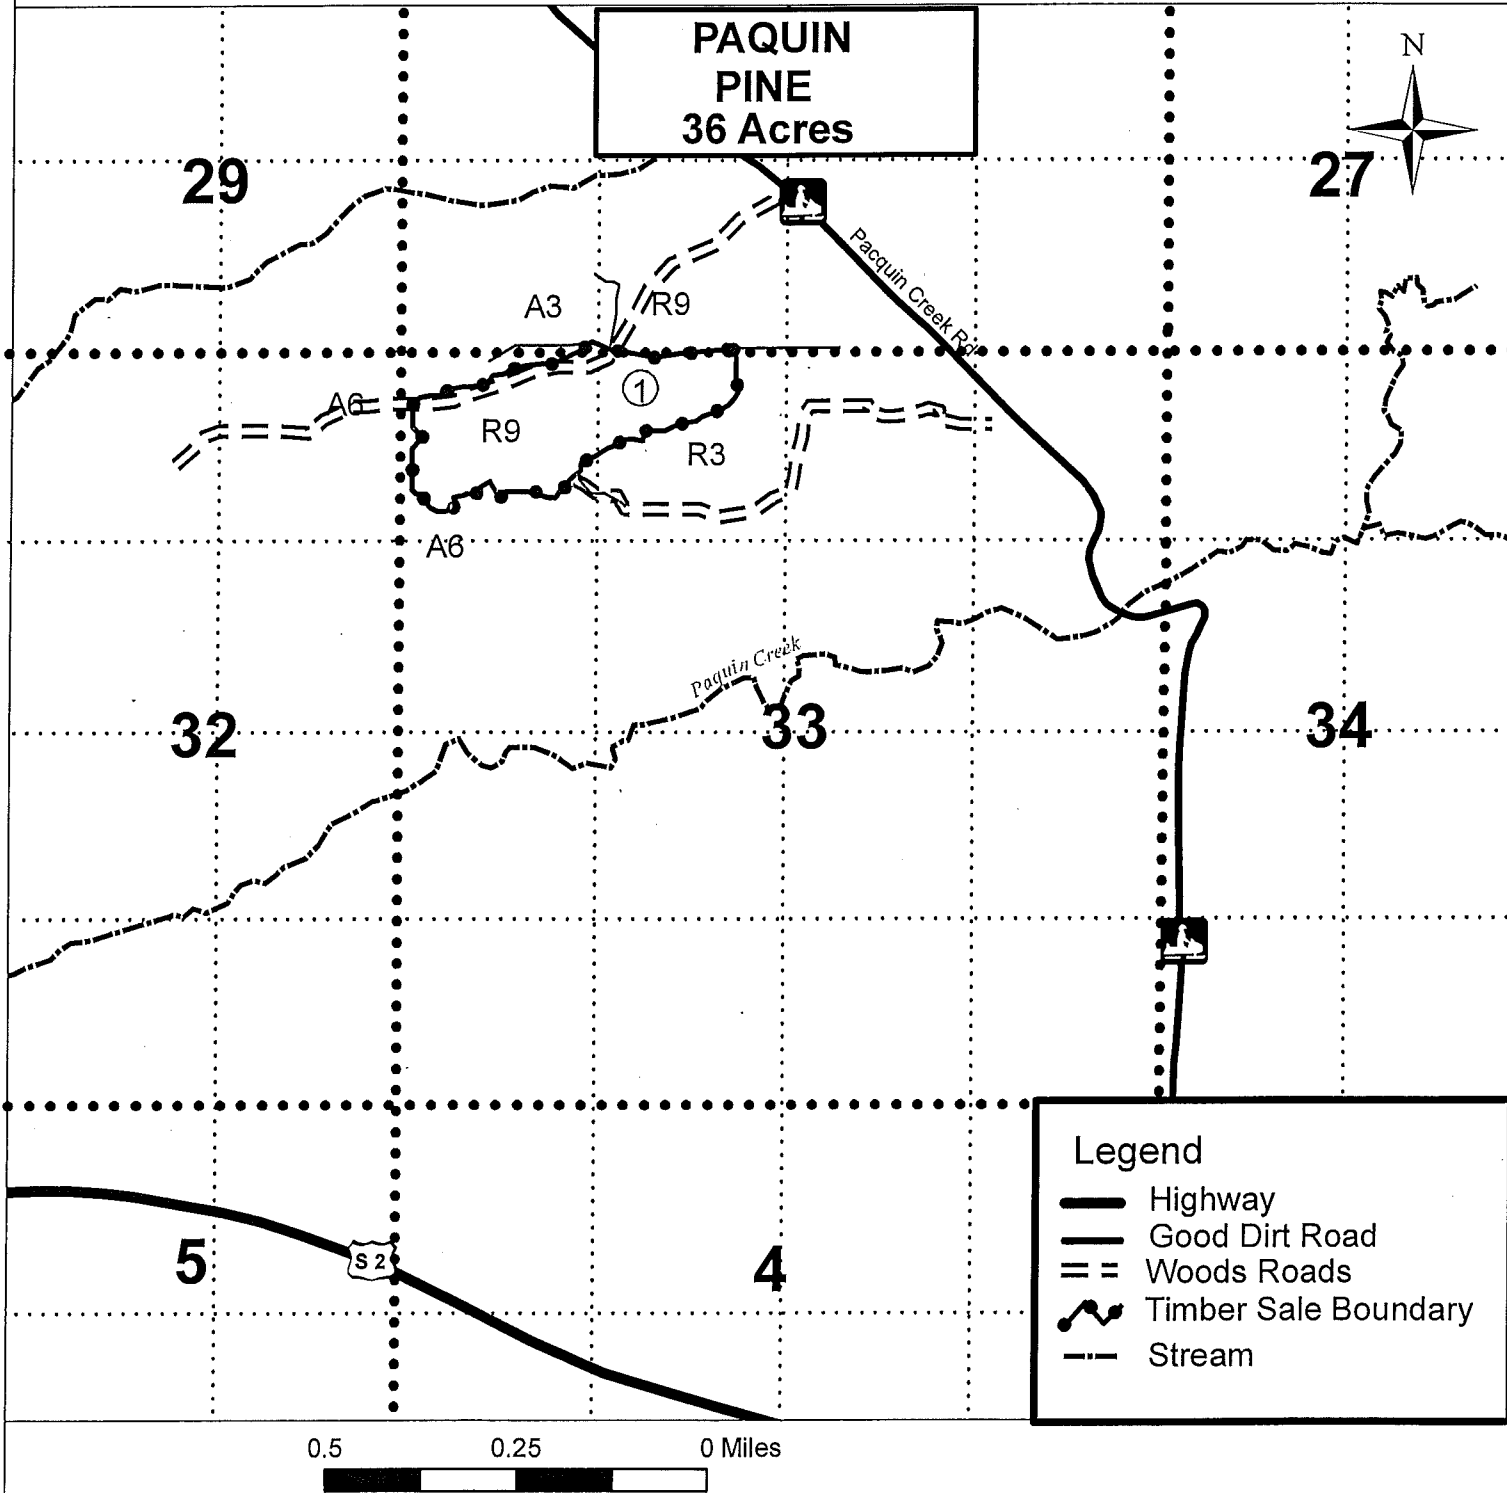 PAQUIN
PINE
36 Acres
N
29
27
Pacquin Creek Rd
A3
R9
1
A6
R9
R3
A6
Paquin Creek
32
33
34
5
S 2
4
Legend
Highway
Good Dirt Road
Woods Roads
Timber Sale Boundary
Stream
0.5 0.25 0 Miles